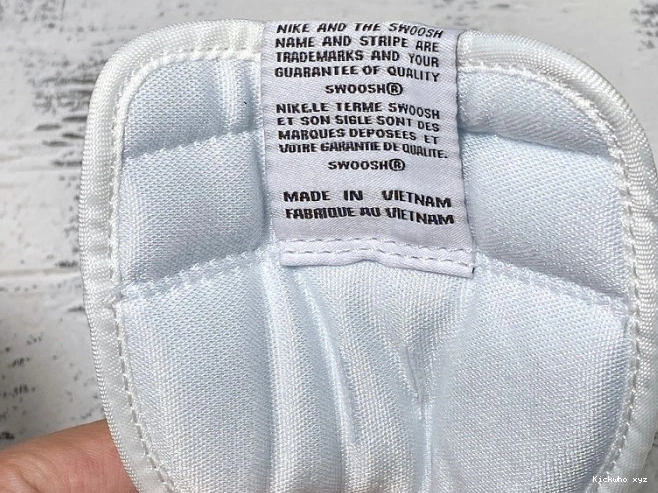 NIKE AND THE SWOOSH
NAME AND STRIPE ARE
TRADEMARKS AND YOUR
GUARANTEE OF QUALITY
SWOOSH®
NIKE.LE TERME SWOOSH
ET SON SIGLE SONT DES
MARQUES DEPOSEES ET
VOTRE GARANTIE DE QUALITE.
SWOOSH®
MADE IN VIETNAM
FABRIQUE AU VIETNAM
Kickwho xyz